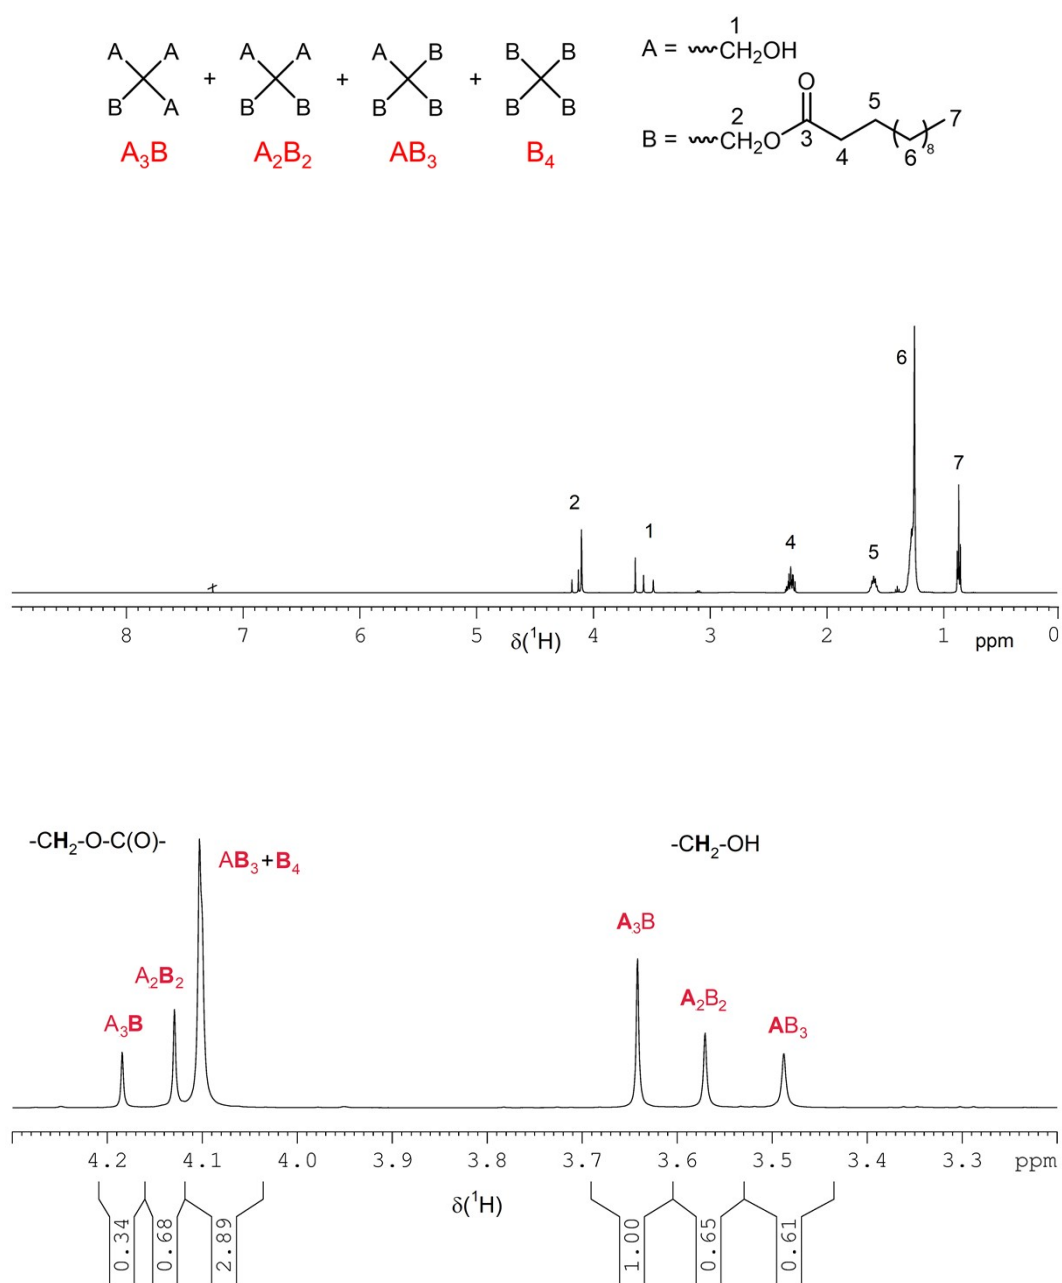 A A A A A B B B
+ + +
B A B B B B B B
A₃B A₂B₂ AB₃ B₄
1
A = CH₂OH
O
2 5 7
B = CH₂O 3 4 (6)₈
6
7
2 1 4 5
8 7 6 5 4 3 2 1 0
δ(¹H) ppm
-CH₂-O-C(O)- -CH₂-OH
AB₃+B₄
A₃B
A₂B₂
A₂B₂
A₃B AB₃
4.2 4.1 4.0 3.9 3.8 3.7 3.6 3.5 3.4 3.3 ppm
δ(¹H)
0.34 0.68 2.89 1.00 0.65 0.61